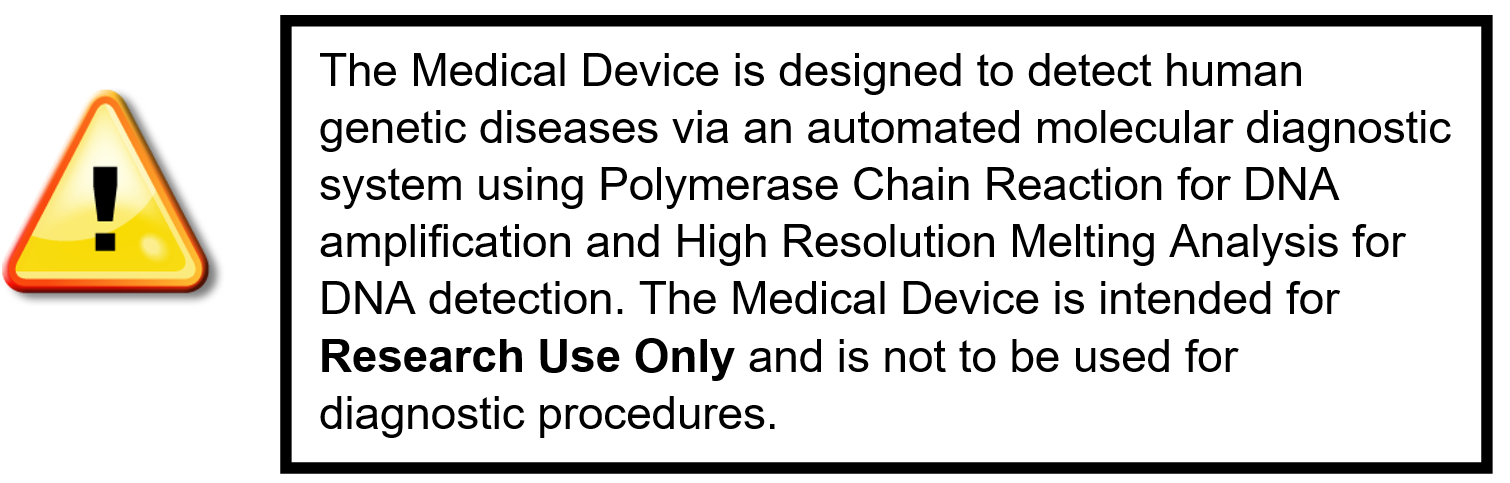 The Medical Device is designed to detect human
genetic diseases via an automated molecular diagnostic
system using Polymerase Chain Reaction for DNA
amplification and High Resolution Melting Analysis for
DNA detection. The Medical Device is intended for
Research Use Only and is not to be used for
diagnostic procedures.